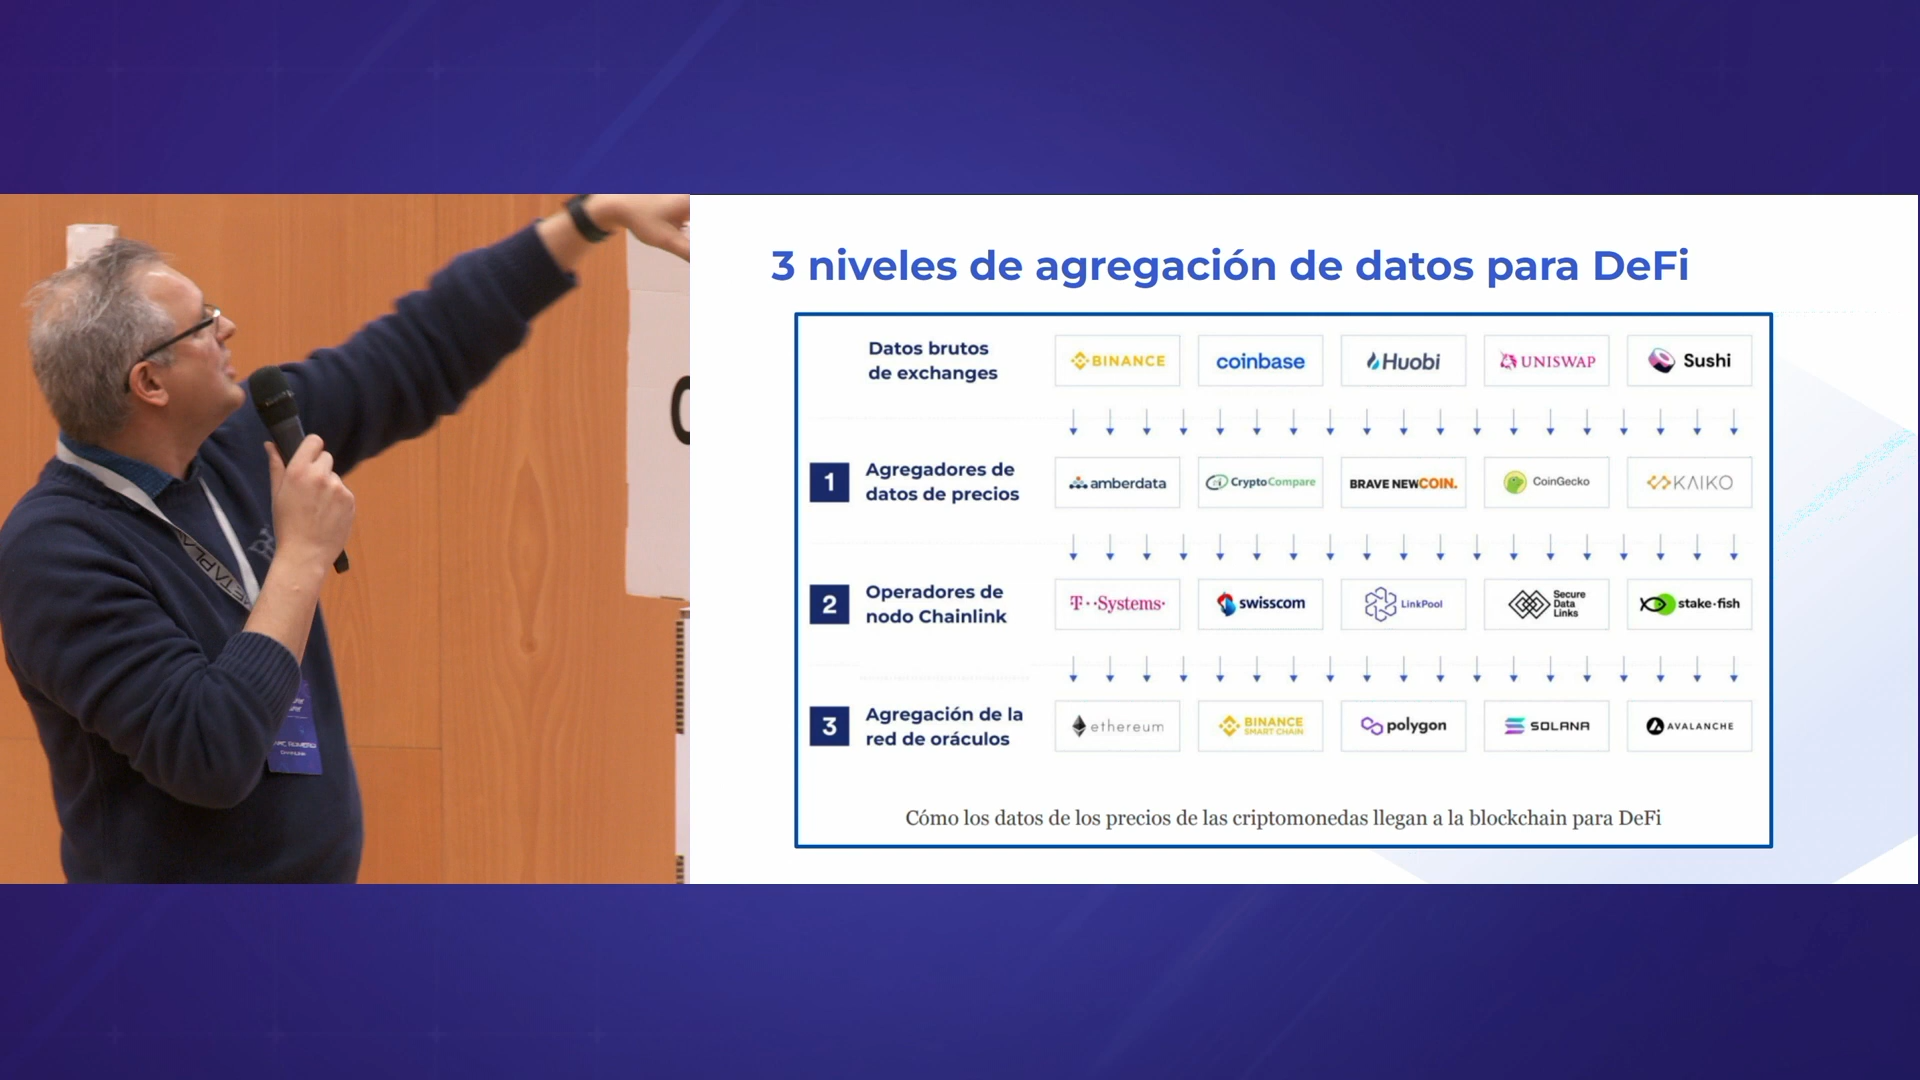 3 niveles de agregación de datos para DeFi
Datos brutos
de exchanges
BINANCE
coinbase
Huobi
UNISWAP
Sushi
1
Agregadores de
datos de precios
amberdata
CryptoCompare
BRAVE NEWCOIN.
CoinGecko
KAIKO
2
Operadores de
nodo Chainlink
T··Systems·
swisscom
LinkPool
Secure
Data
Links
stake·fish
3
Agregación de la
red de oráculos
ethereum
BINANCE
SMART CHAIN
polygon
SOLANA
AVALANCHE
Cómo los datos de los precios de las criptomonedas llegan a la blockchain para DeFi